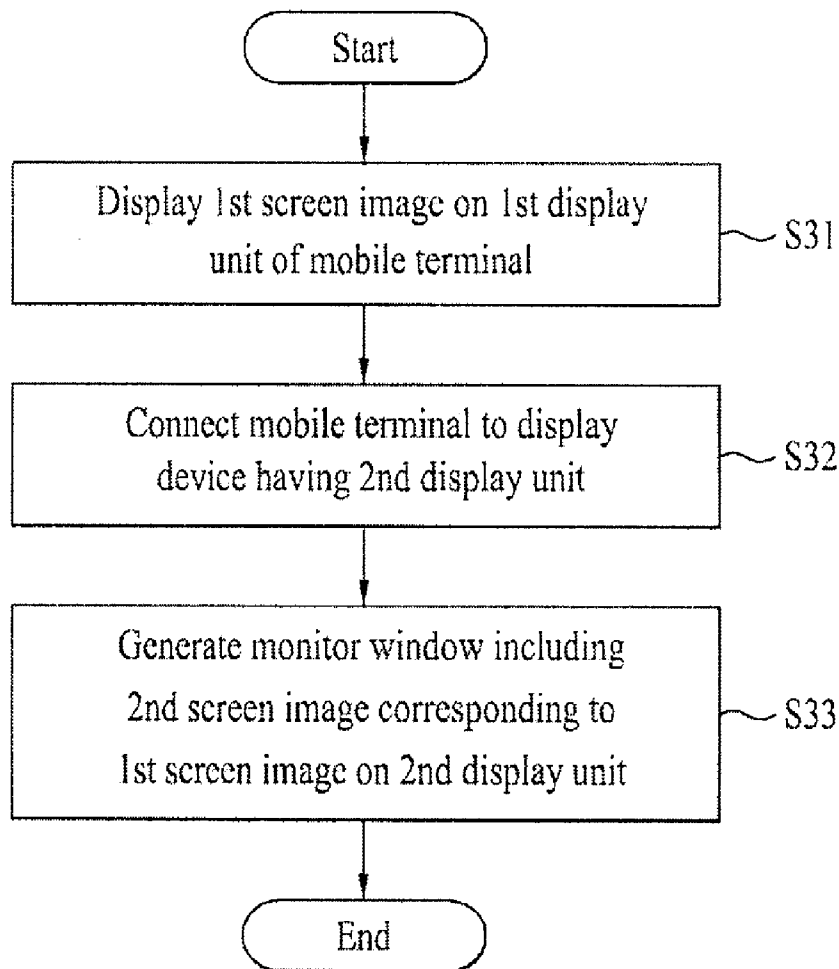 Start
Display 1st screen image on 1st display
unit of mobile terminal
S31
Connect mobile terminal to display
device having 2nd display unit
S32
Generate monitor window including
2nd screen image corresponding to
1st screen image on 2nd display unit
S33
End